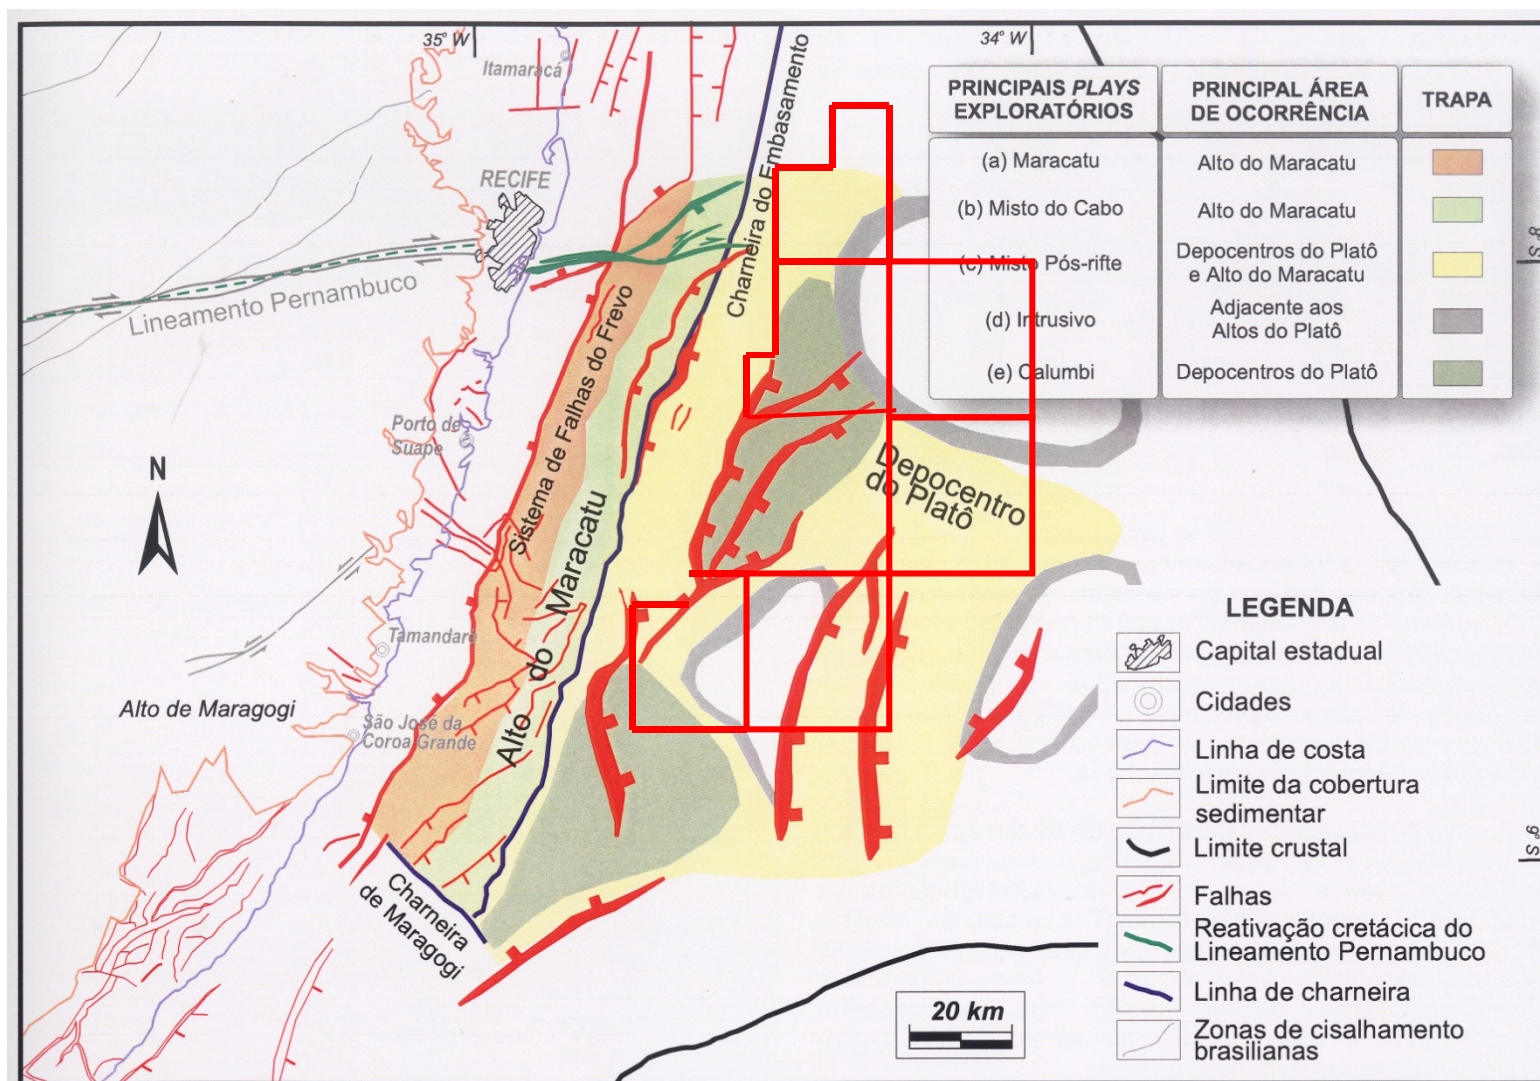 35° W
34° W
Itamaracá
RECIFE
Lineamento Pernambuco
Porto de
Suape
Tamandaré
Alto de Maragogi
São José da
Coroa Grande
N
Charneira do Embasamento
Sistema de Falhas do Frevo
Alto do Maracatu
Depocentro
do Platô
Charneira
de Maragogi
PRINCIPAIS PLAYS
EXPLORATÓRIOS
PRINCIPAL ÁREA
DE OCORRÊNCIA
TRAPA
(a) Maracatu
Alto do Maracatu
(b) Misto do Cabo
Alto do Maracatu
(c) Misto Pós-rifte
Depocentros do Platô
e Alto do Maracatu
(d) Intrusivo
Adjacente aos
Altos do Platô
(e) Calumbi
Depocentros do Platô
8° S
9° S
LEGENDA
Capital estadual
Cidades
Linha de costa
Limite da cobertura
sedimentar
Limite crustal
Falhas
Reativação cretácica do
Lineamento Pernambuco
Linha de charneira
Zonas de cisalhamento
brasilianas
20 km